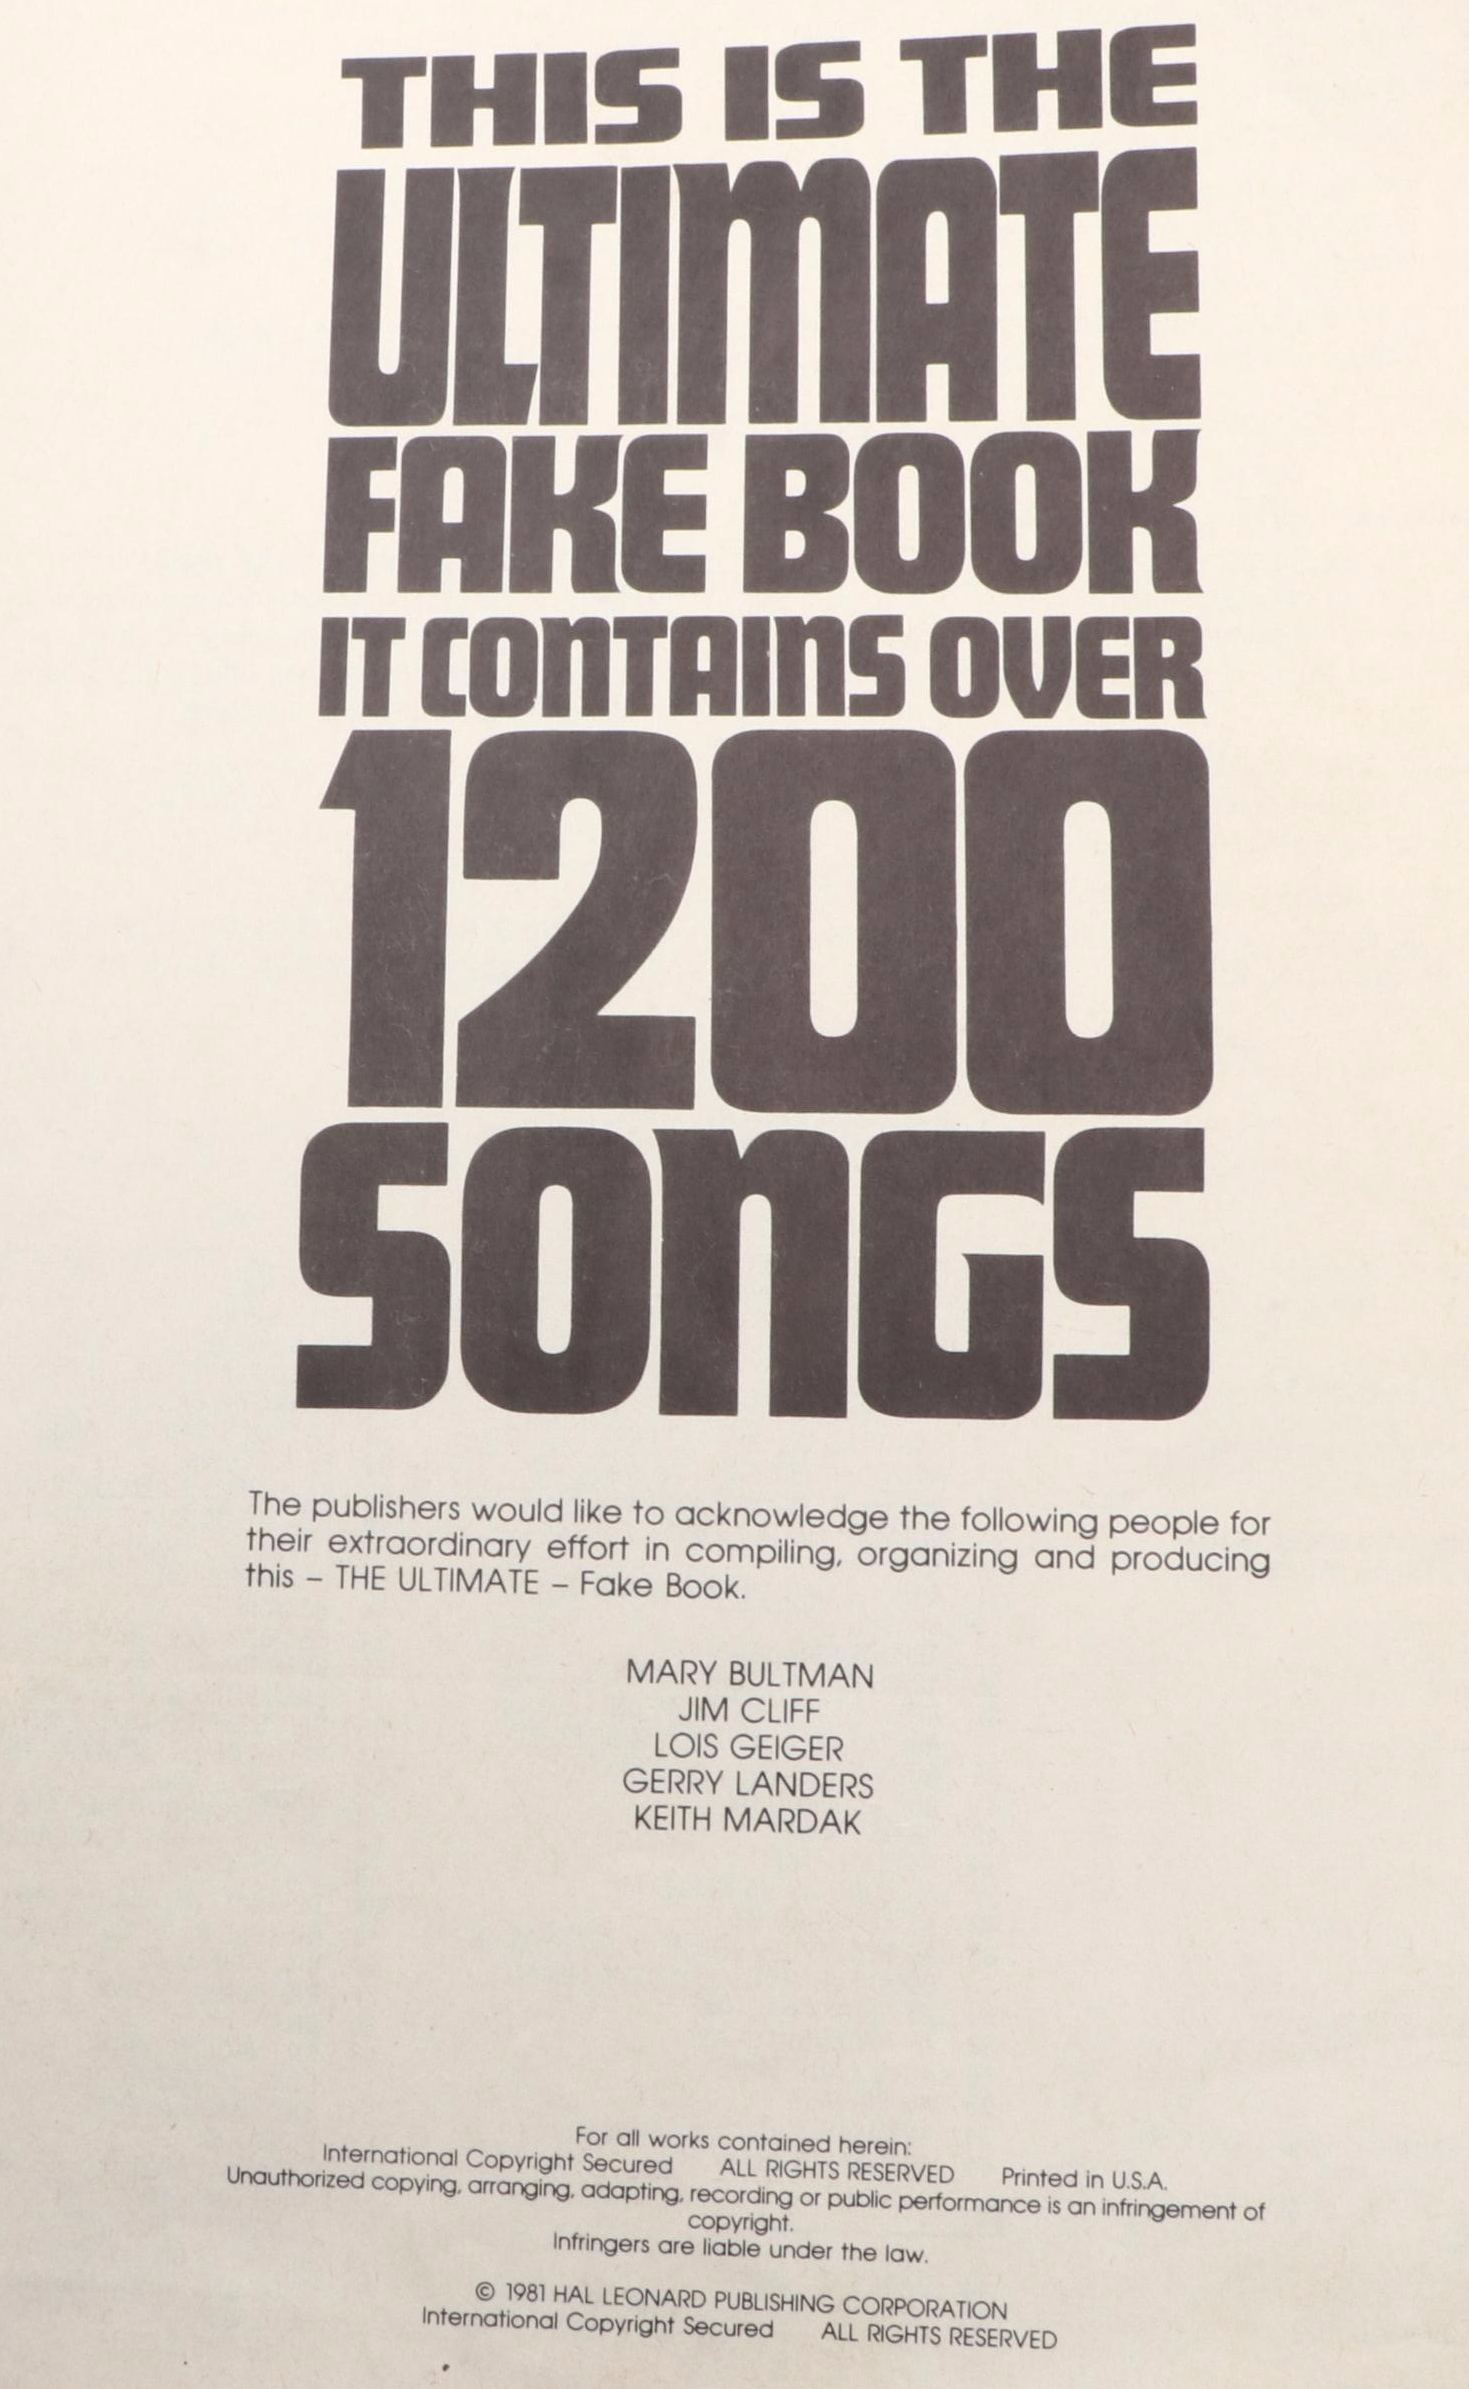 THIS IS THE
ULTIMATE
FAKE BOOK
IT CONTAINS OVER
1200
SONGS
The publishers would like to acknowledge the following people for
their extraordinary effort in compiling, organizing and producing
this – THE ULTIMATE – Fake Book.
MARY BULTMAN
JIM CLIFF
LOIS GEIGER
GERRY LANDERS
KEITH MARDAK
For all works contained herein:
International Copyright Secured ALL RIGHTS RESERVED Printed in U.S.A.
Unauthorized copying, arranging, adapting, recording or public performance is an infringement of
copyright.
Infringers are liable under the law.
© 1981 HAL LEONARD PUBLISHING CORPORATION
International Copyright Secured ALL RIGHTS RESERVED